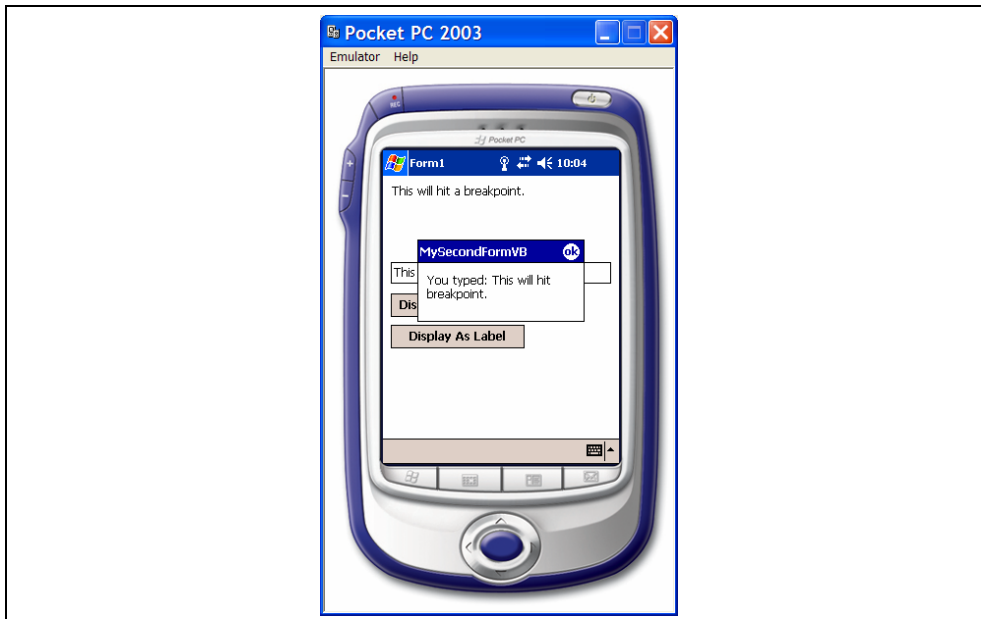 Pocket PC 2003
Emulator Help
REC
Pocket PC
Form1 10:04
This will hit a breakpoint.
MySecondFormVB ok
This
You typed: This will hit
breakpoint.
Dis
Display As Label